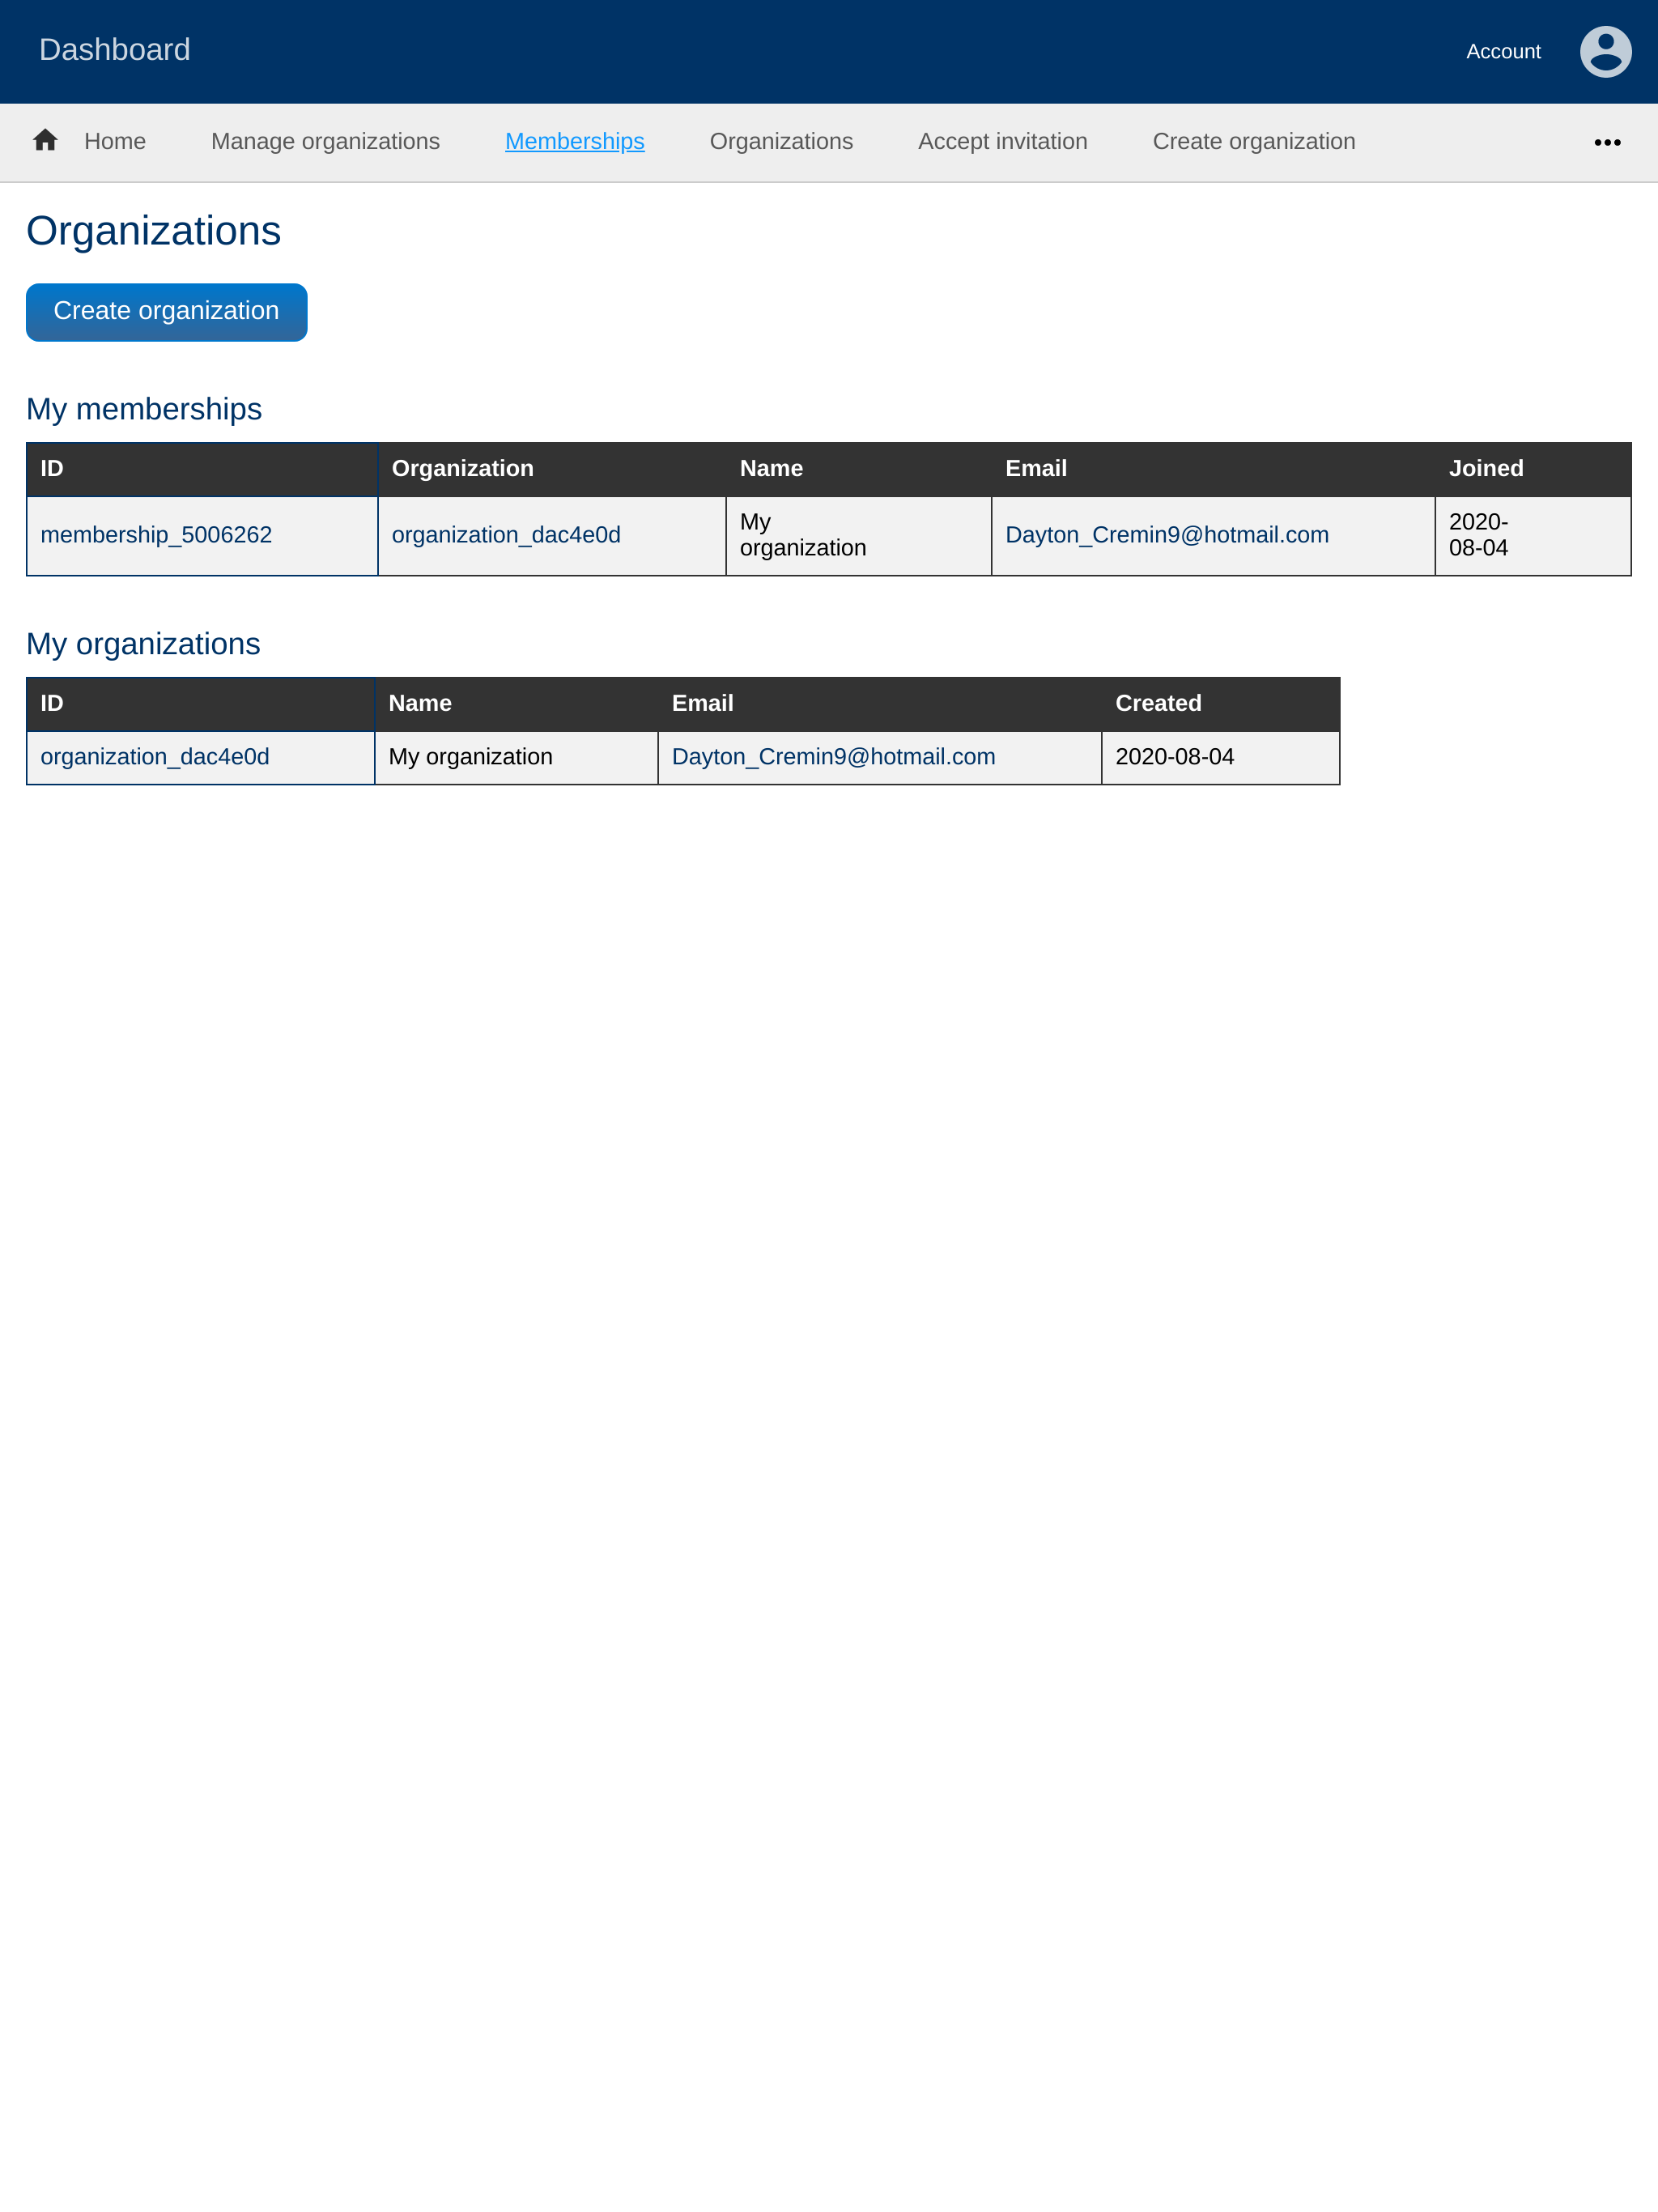 Dashboard
Account
Home Manage organizations Memberships Organizations Accept invitation Create organization
Organizations
Create organization
My memberships
ID Organization Name Email Joined
membership_5006262 organization_dac4e0d My organization Dayton_Cremin9@hotmail.com 2020-08-04
My organizations
ID Name Email Created
organization_dac4e0d My organization Dayton_Cremin9@hotmail.com 2020-08-04